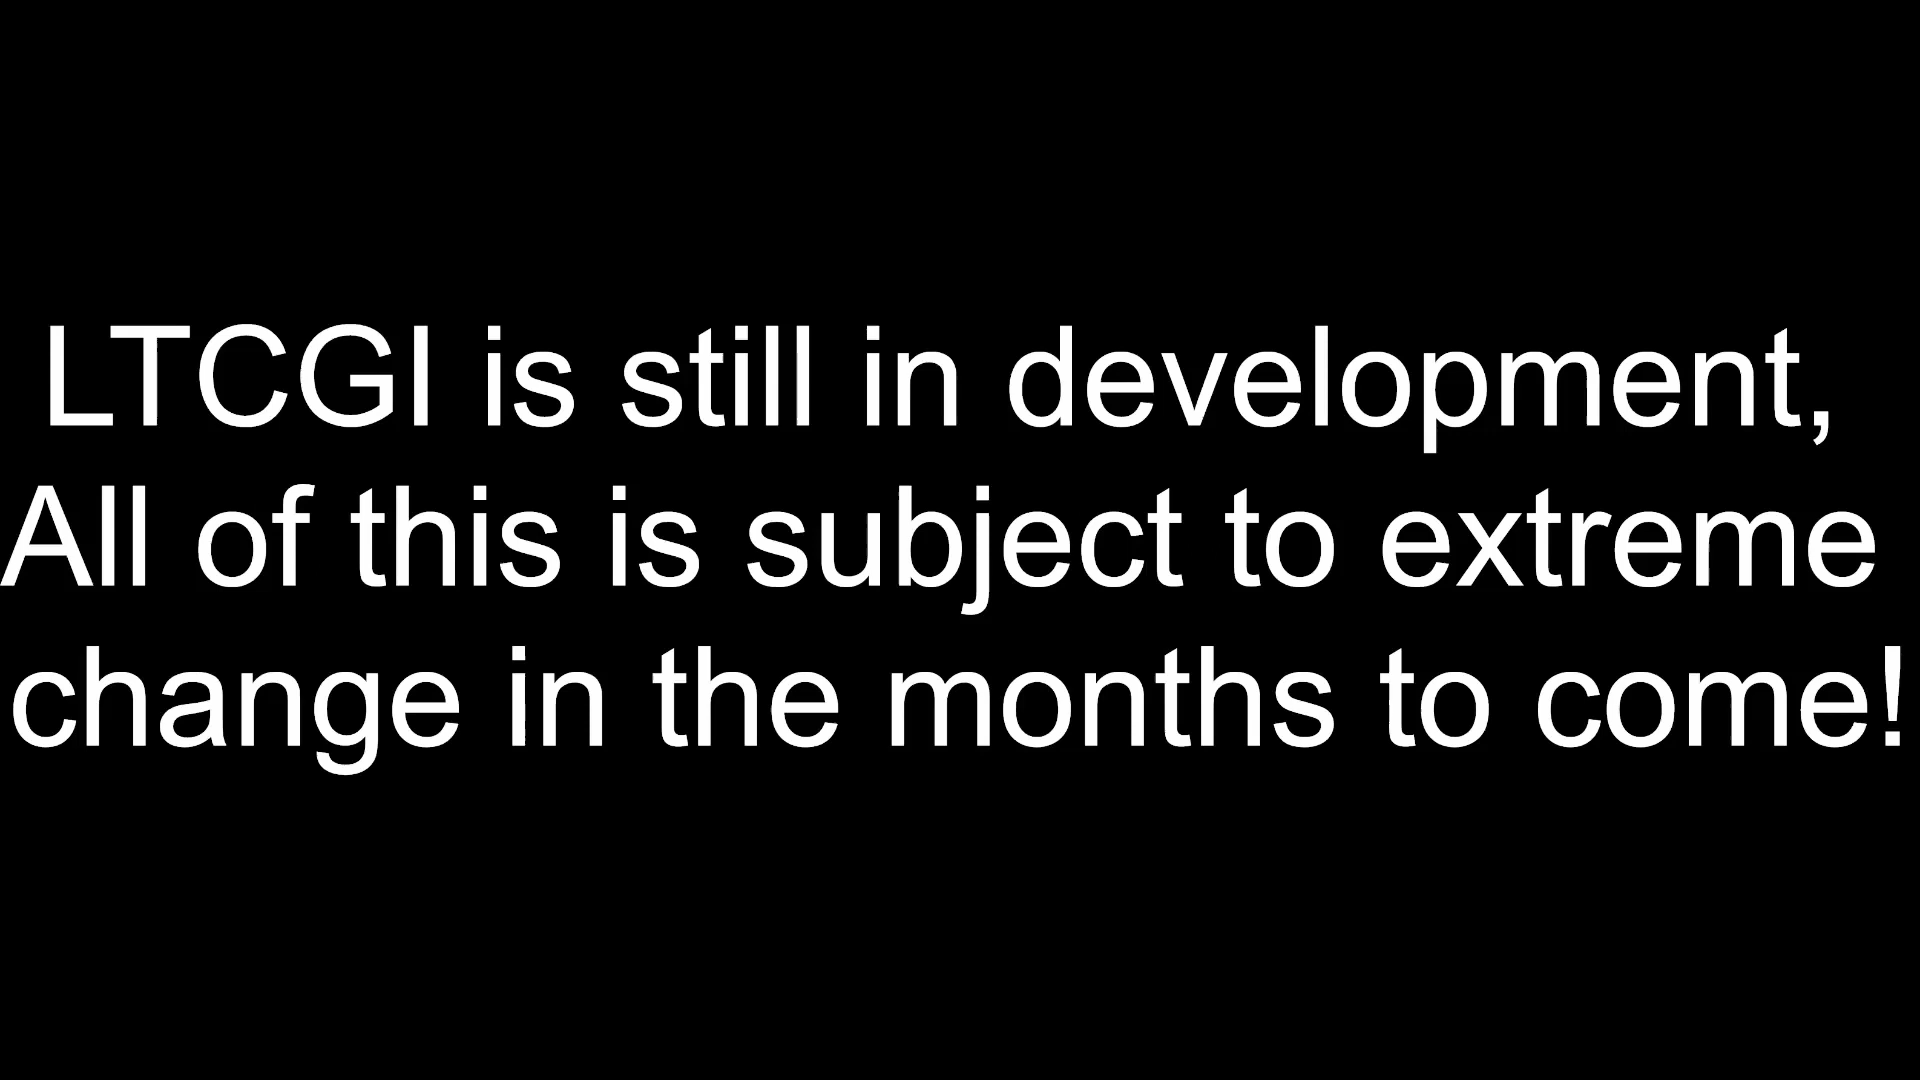 LTCGI is still in development,
All of this is subject to extreme
change in the months to come!